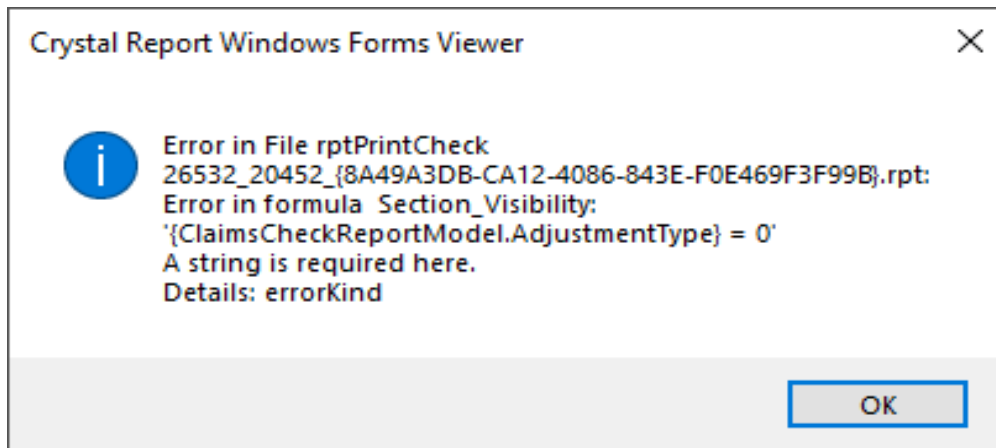 Crystal Report Windows Forms Viewer
Error in File rptPrintCheck
26532_20452_{8A49A3DB-CA12-4086-843E-F0E469F3F99B}.rpt:
Error in formula  Section_Visibility:
'{ClaimsCheckReportModel.AdjustmentType} = 0'
A string is required here.
Details: errorKind
OK